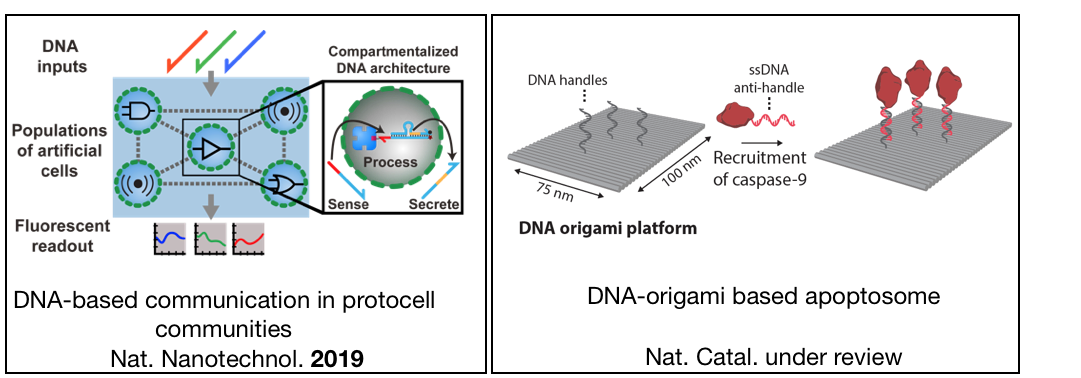 DNA
inputs
Populations
of artificial
cells
Fluorescent
readout
Compartmentalized
DNA architecture
Process
Sense
Secrete
DNA-based communication in protocell
communities
Nat. Nanotechnol. 2019
DNA handles
ssDNA
anti-handle
Recruitment
of caspase-9
75 nm
100 nm
DNA origami platform
DNA-origami based apoptosome
Nat. Catal. under review